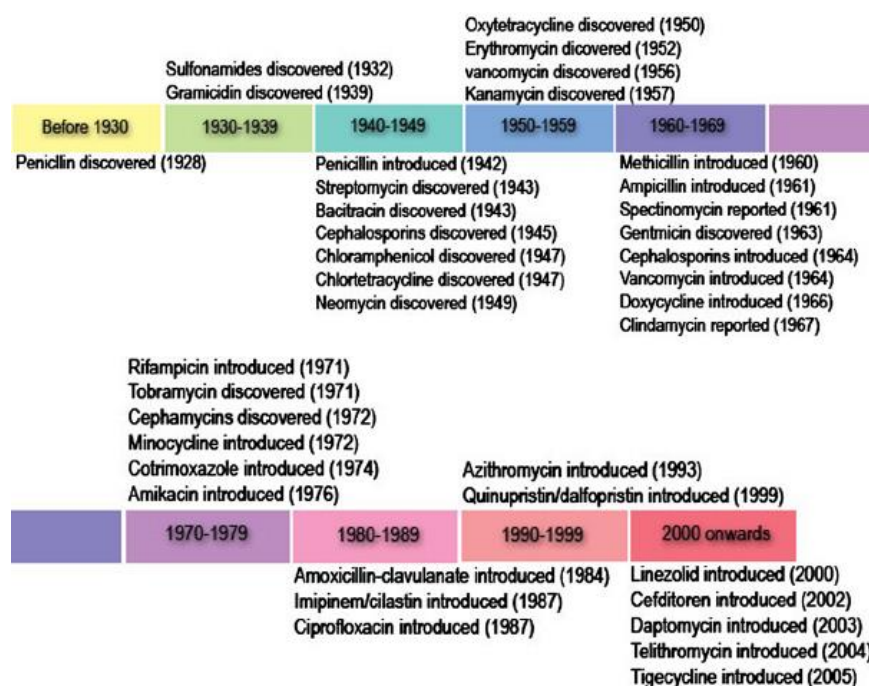 Oxytetracycline discovered (1950)
Erythromycin dicovered (1952)
vancomycin discovered (1956)
Kanamycin discovered (1957)
Sulfonamides discovered (1932)
Gramicidin discovered (1939)
Before 1930
1930-1939
1940-1949
1950-1959
1960-1969
Penicllin discovered (1928)
Penicillin introduced (1942)
Streptomycin discovered (1943)
Bacitracin discovered (1943)
Cephalosporins discovered (1945)
Chloramphenicol discovered (1947)
Chlortetracycline discovered (1947)
Neomycin discovered (1949)
Methicillin introduced (1960)
Ampicillin introduced (1961)
Spectinomycin reported (1961)
Gentmicin discovered (1963)
Cephalosporins introduced (1964)
Vancomycin introduced (1964)
Doxycycline introduced (1966)
Clindamycin reported (1967)
Rifampicin introduced (1971)
Tobramycin discovered (1971)
Cephamycins discovered (1972)
Minocycline introduced (1972)
Cotrimoxazole introduced (1974)
Amikacin introduced (1976)
Azithromycin introduced (1993)
Quinupristin/dalfopristin introduced (1999)
1970-1979
1980-1989
1990-1999
2000 onwards
Amoxicillin-clavulanate introduced (1984)
Imipinem/cilastin introduced (1987)
Ciprofloxacin introduced (1987)
Linezolid introduced (2000)
Cefditoren introduced (2002)
Daptomycin introduced (2003)
Telithromycin introduced (2004)
Tigecycline introduced (2005)